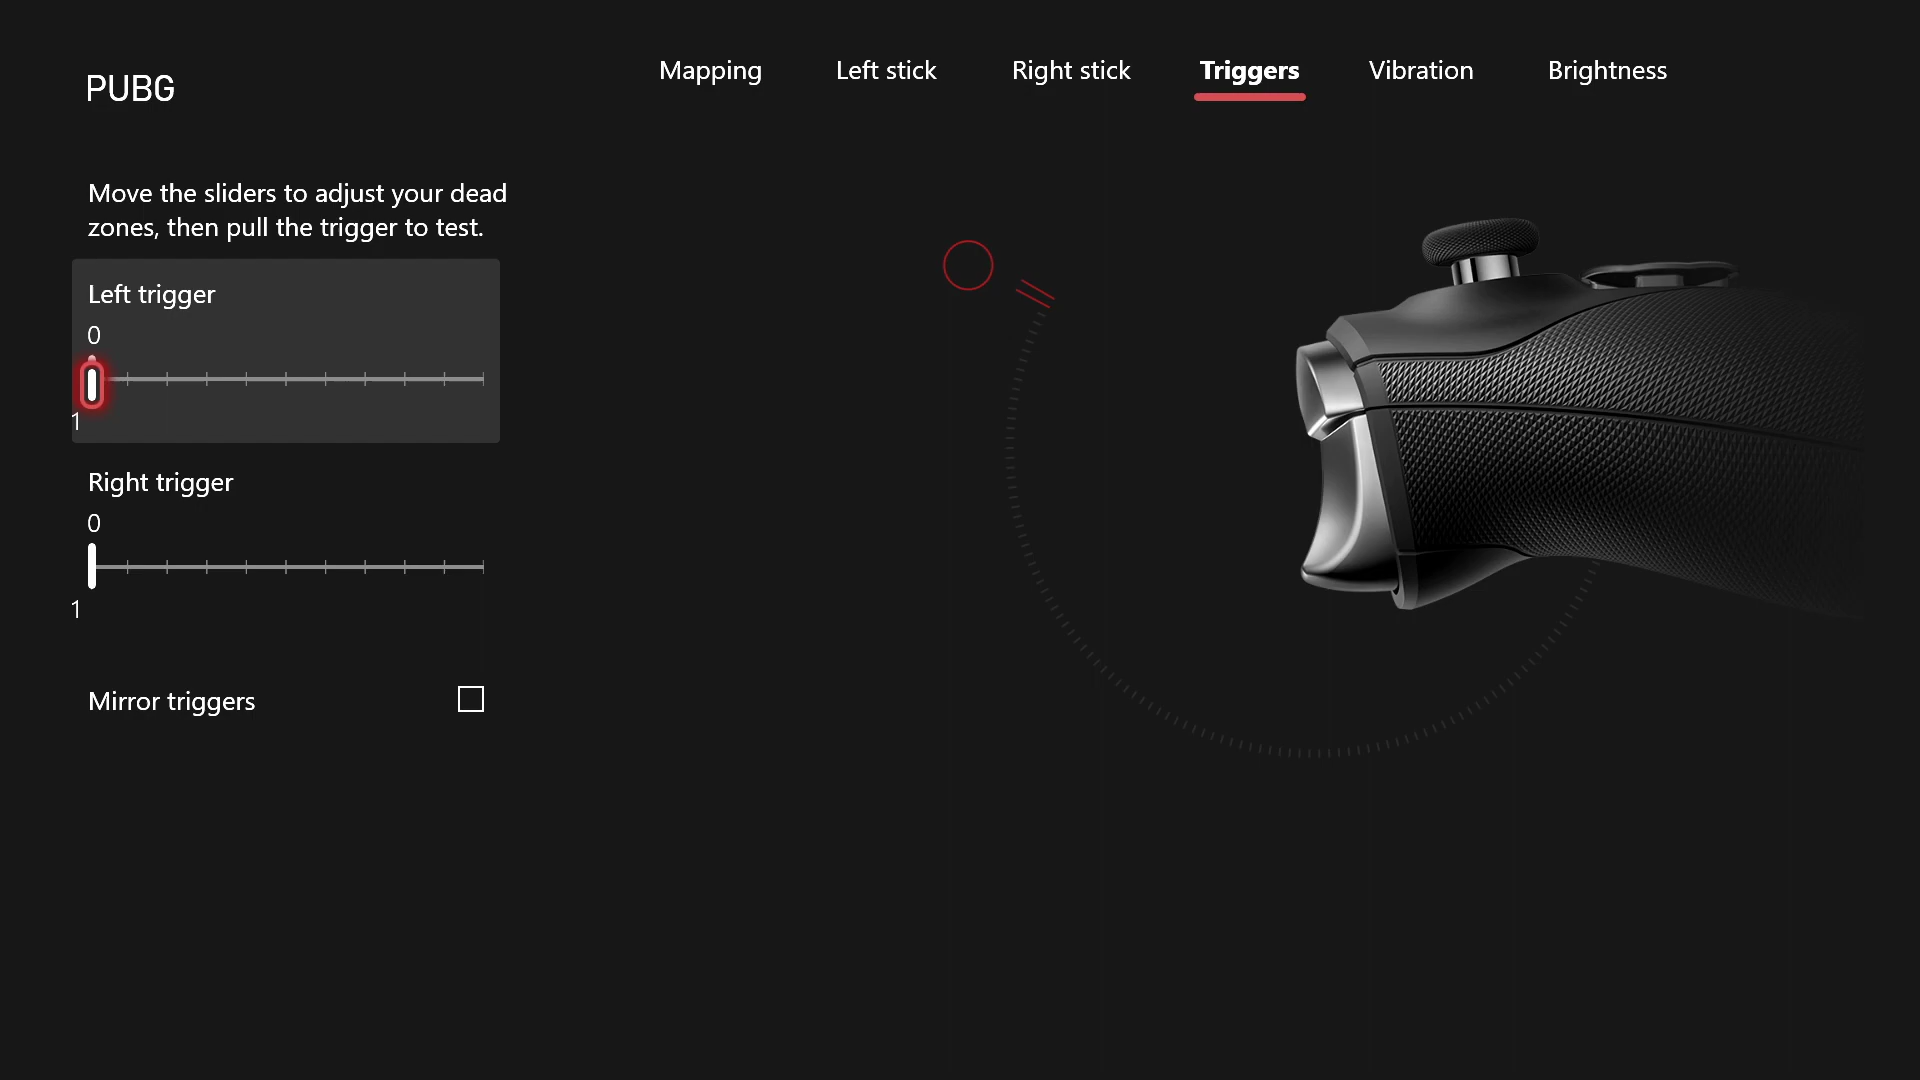 PUBG
Mapping
Left stick
Right stick
Triggers
Vibration
Brightness
Move the sliders to adjust your dead
zones, then pull the trigger to test.
Left trigger
0
1
Right trigger
0
1
Mirror triggers